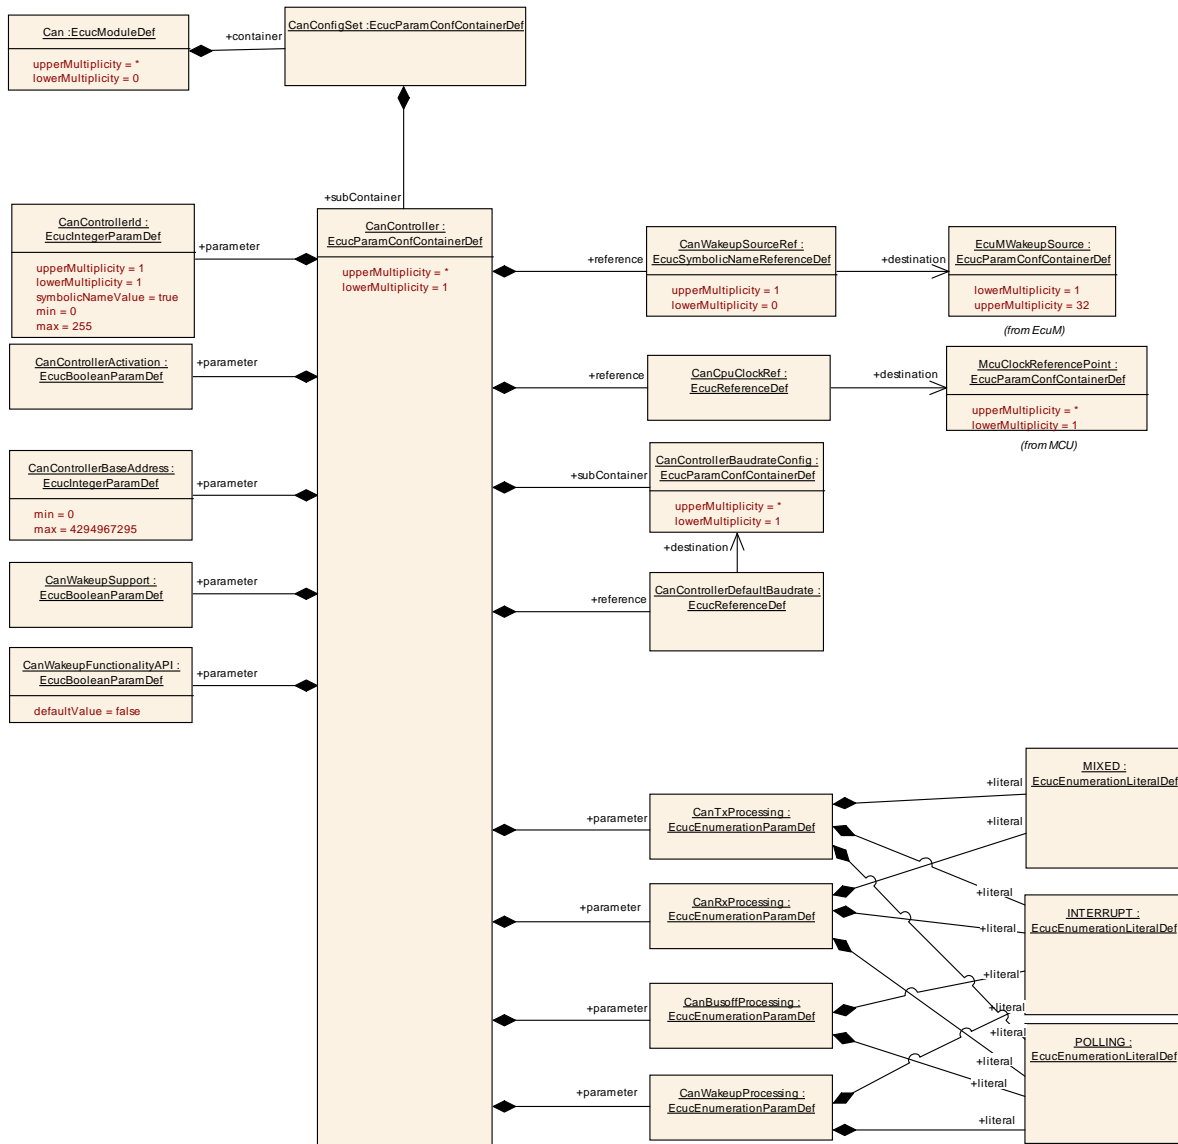 Can :EcucModuleDef
upperMultiplicity = *
lowerMultiplicity = 0
+container
CanConfigSet :EcucParamConfContainerDef
+subContainer
CanControllerId :
EcucIntegerParamDef
upperMultiplicity = 1
lowerMultiplicity = 1
symbolicNameValue = true
min = 0
max = 255
+parameter
CanController :
EcucParamConfContainerDef
upperMultiplicity = *
lowerMultiplicity = 1
+reference
CanWakeupSourceRef :
EcucSymbolicNameReferenceDef
upperMultiplicity = 1
lowerMultiplicity = 0
+destination
EcuMWakeupSource :
EcucParamConfContainerDef
lowerMultiplicity = 1
upperMultiplicity = 32
(from EcuM)
CanControllerActivation :
EcucBooleanParamDef
+parameter
+reference
CanCpuClockRef :
EcucReferenceDef
+destination
McuClockReferencePoint :
EcucParamConfContainerDef
upperMultiplicity = *
lowerMultiplicity = 1
(from MCU)
CanControllerBaseAddress :
EcucIntegerParamDef
min = 0
max = 4294967295
+parameter
+subContainer
CanControllerBaudrateConfig :
EcucParamConfContainerDef
upperMultiplicity = *
lowerMultiplicity = 1
+destination
CanWakeupSupport :
EcucBooleanParamDef
+parameter
+reference
CanControllerDefaultBaudrate :
EcucReferenceDef
CanWakeupFunctionalityAPI :
EcucBooleanParamDef
defaultValue = false
+parameter
+parameter
CanTxProcessing :
EcucEnumerationParamDef
+literal
+literal
MIXED :
EcucEnumerationLiteralDef
+parameter
CanRxProcessing :
EcucEnumerationParamDef
+literal
+literal
INTERRUPT :
EcucEnumerationLiteralDef
+parameter
CanBusoffProcessing :
EcucEnumerationParamDef
+literal
+literal
+literal
POLLING :
EcucEnumerationLiteralDef
+literal
+literal
+parameter
CanWakeupProcessing :
EcucEnumerationParamDef
+literal